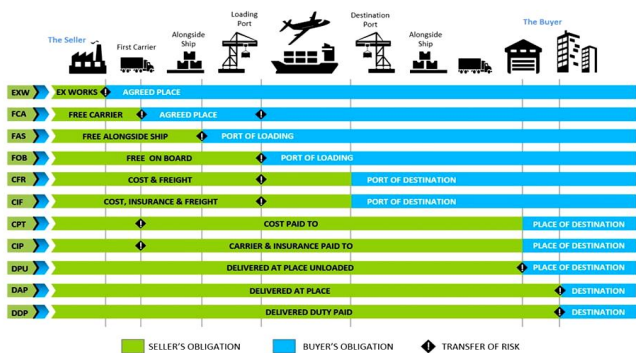 Loading
Port
Destination
Port
The Seller
First Carrier
Alongside
Ship
Alongside
Ship
The Buyer
EXW EX WORKS AGREED PLACE
FCA FREE CARRIER AGREED PLACE
FAS FREE ALONGSIDE SHIP PORT OF LOADING
FOB FREE ON BOARD PORT OF LOADING
CFR COST & FREIGHT PORT OF DESTINATION
CIF COST, INSURANCE & FREIGHT PORT OF DESTINATION
CPT COST PAID TO PLACE OF DESTINATION
CIP CARRIER & INSURANCE PAID TO PLACE OF DESTINATION
DPU DELIVERED AT PLACE UNLOADED PLACE OF DESTINATION
DAP DELIVERED AT PLACE DESTINATION
DDP DELIVERED DUTY PAID DESTINATION
SELLER'S OBLIGATION BUYER'S OBLIGATION TRANSFER OF RISK